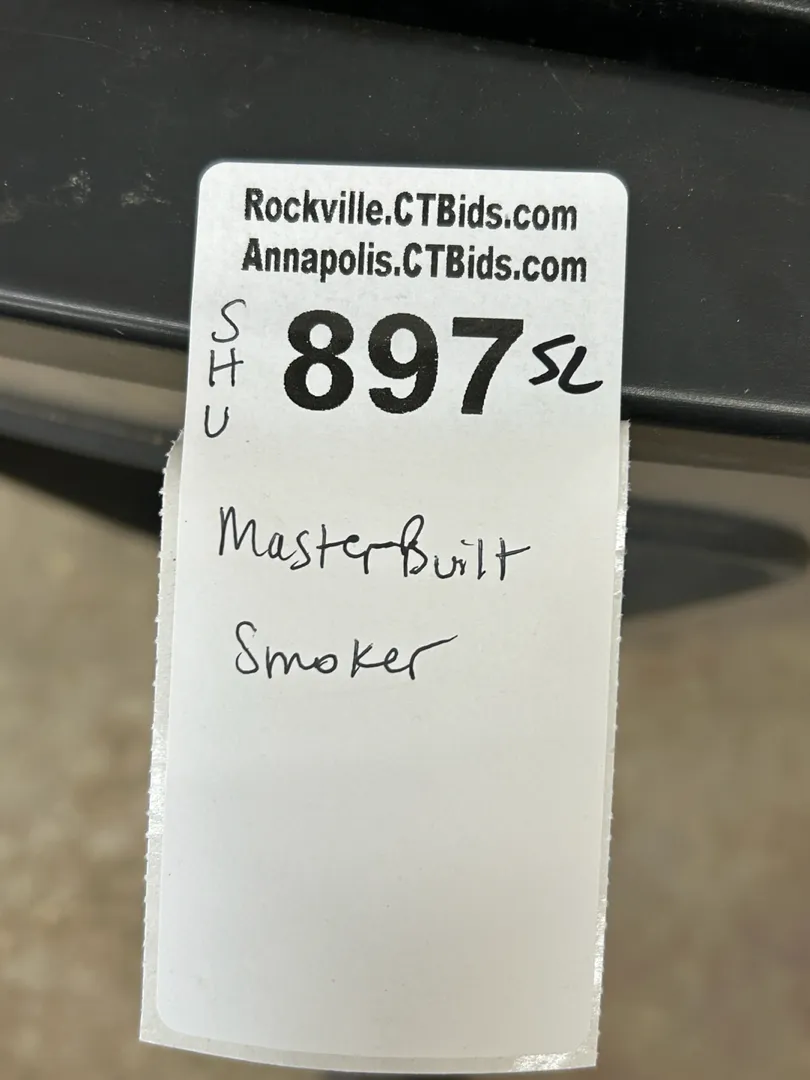 Rockville.CTBids.com
Annapolis.CTBids.com
S
H
U
897 SL
MasterBuilt
Smoker